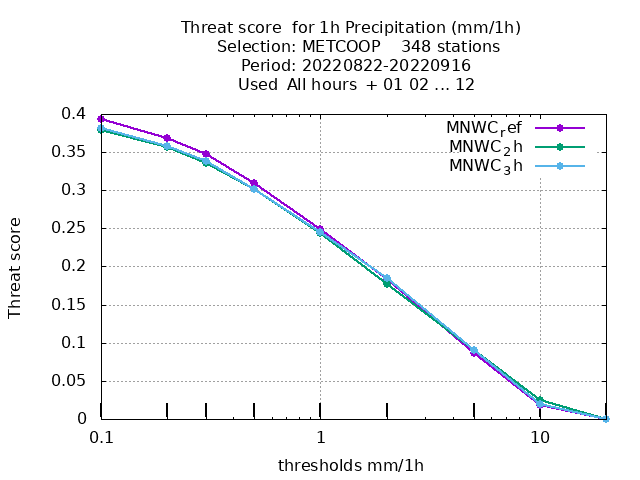 Threat score  for 1h Precipitation (mm/1h)
Selection: METCOOP    348 stations
Period: 20220822-20220916
Used  All hours  + 01 02 ... 12
MNWC_ref
MNWC_2h
MNWC_3h
0.4
0.35
0.3
0.25
0.2
0.15
0.1
0.05
0
Threat score
0.1
1
10
thresholds mm/1h